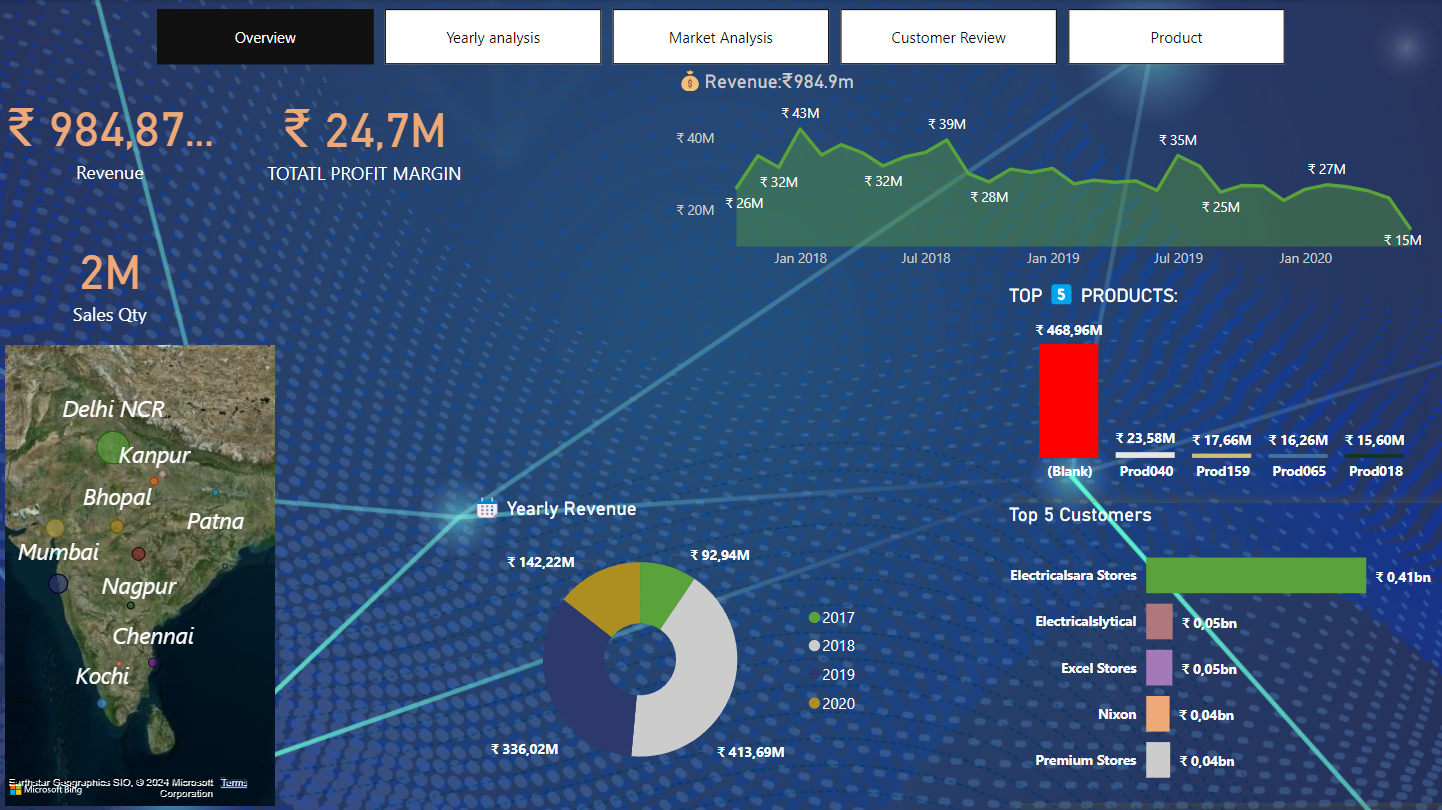 Overview
Yearly analysis
Market Analysis
Customer Review
Product
₹ 984,87...
Revenue
₹ 24,7M
TOTATL PROFIT MARGIN
2M
Sales Qty
Revenue:₹984.9m
₹ 40M
₹ 20M
₹ 26M
₹ 32M
₹ 43M
₹ 32M
₹ 39M
₹ 28M
₹ 35M
₹ 25M
₹ 27M
₹ 15M
Jan 2018
Jul 2018
Jan 2019
Jul 2019
Jan 2020
TOP 5 PRODUCTS:
₹ 468,96M
₹ 23,58M
₹ 17,66M
₹ 16,26M
₹ 15,60M
(Blank)
Prod040
Prod159
Prod065
Prod018
Delhi NCR
Kanpur
Bhopal
Patna
Mumbai
Nagpur
Chennai
Kochi
Earthstar Geographics SIO, © 2024 Microsoft Corporation
Terms
Microsoft Bing
Yearly Revenue
₹ 142,22M
₹ 92,94M
₹ 336,02M
₹ 413,69M
2017
2018
2019
2020
Top 5 Customers
Electricalsara Stores
₹ 0,41bn
Electricalslytical
₹ 0,05bn
Excel Stores
₹ 0,05bn
Nixon
₹ 0,04bn
Premium Stores
₹ 0,04bn